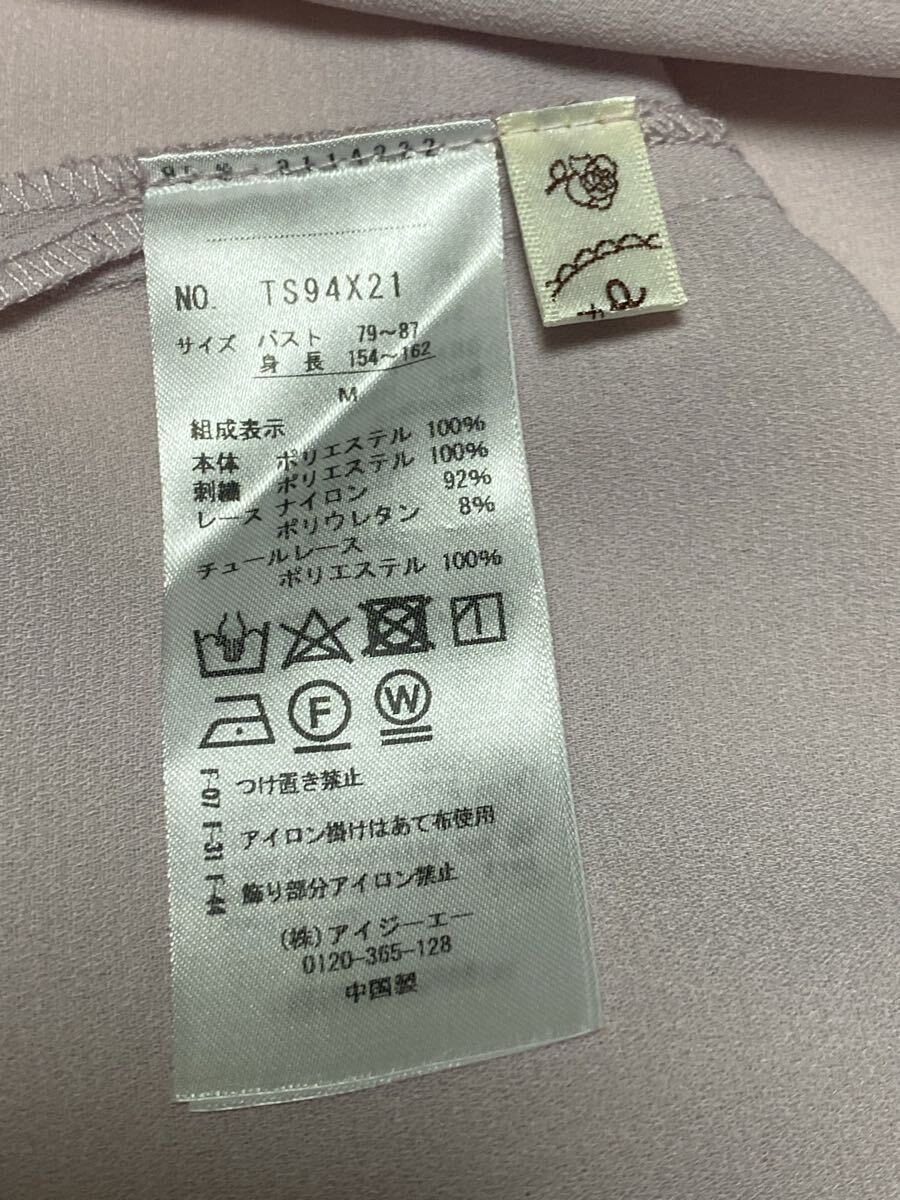 NO. TS94X21
サイズ バスト 79~87
身長 154~162
M
組成表示
本体 ポリエステル 100%
刺繍 ポリエステル 100%
レース ナイロン 92%
ポリウレタン 8%
チュールレース
ポリエステル 100%
F
W
F-07 つけ置き禁止
F-31 アイロン掛けはあて布使用
F-44 飾り部分アイロン禁止
(株)アイジーエー
0120-365-128
中国製